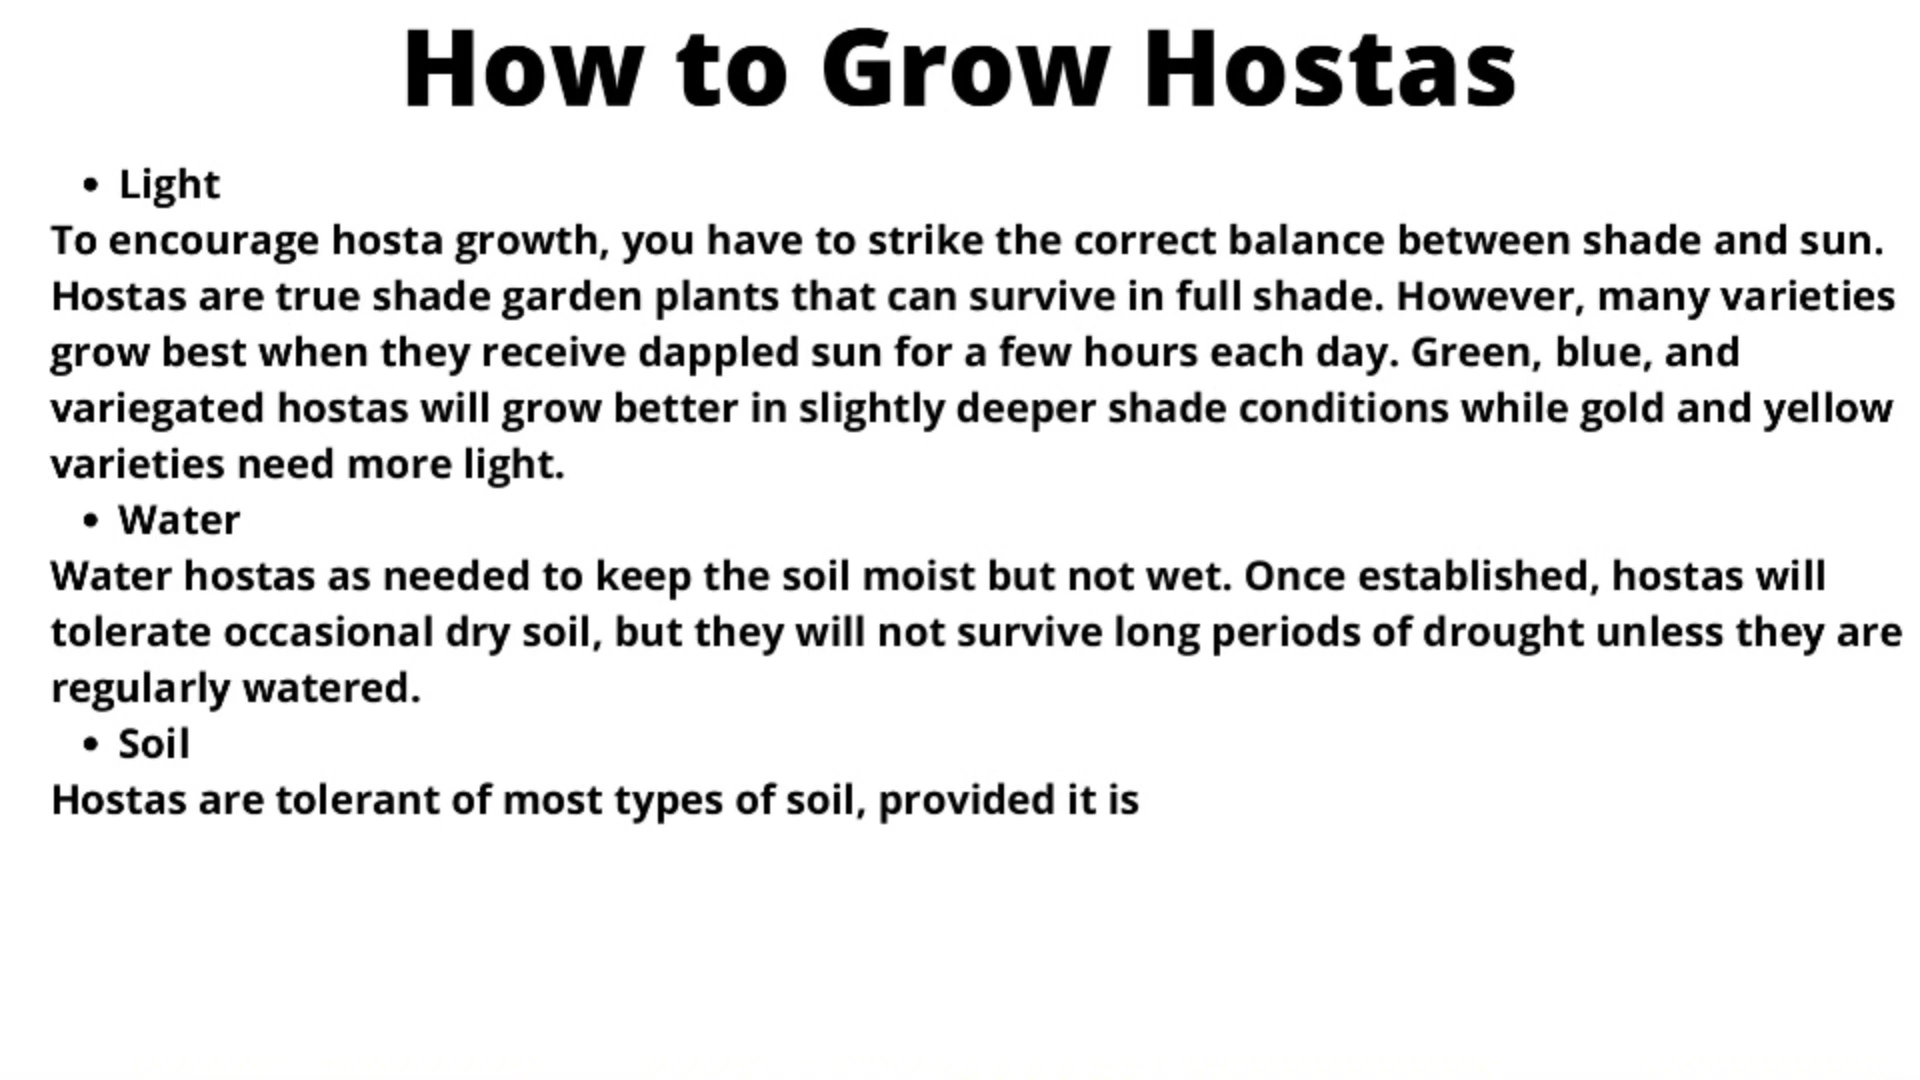 How to Grow Hostas
• Light
To encourage hosta growth, you have to strike the correct balance between shade and sun.
Hostas are true shade garden plants that can survive in full shade. However, many varieties
grow best when they receive dappled sun for a few hours each day. Green, blue, and
variegated hostas will grow better in slightly deeper shade conditions while gold and yellow
varieties need more light.
• Water
Water hostas as needed to keep the soil moist but not wet. Once established, hostas will
tolerate occasional dry soil, but they will not survive long periods of drought unless they are
regularly watered.
• Soil
Hostas are tolerant of most types of soil, provided it is